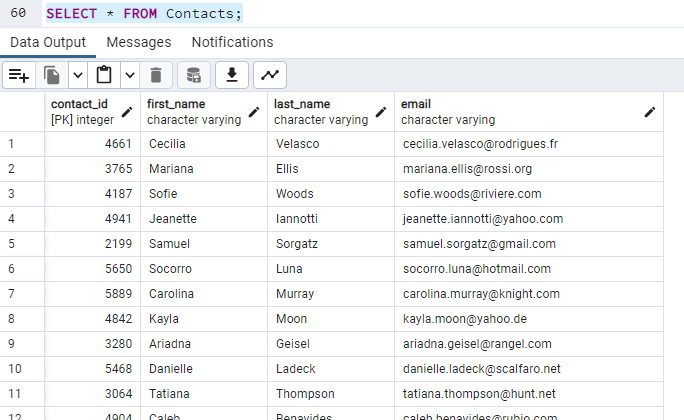 60 SELECT * FROM Contacts;
Data Output Messages Notifications
contact_id first_name last_name email
[PK] integer character varying character varying character varying
1 4661 Cecilia Velasco cecilia.velasco@rodrigues.fr
2 3765 Mariana Ellis mariana.ellis@rossi.org
3 4187 Sofie Woods sofie.woods@riviere.com
4 4941 Jeanette Iannotti jeanette.iannotti@yahoo.com
5 2199 Samuel Sorgatz samuel.sorgatz@gmail.com
6 5650 Socorro Luna socorro.luna@hotmail.com
7 5889 Carolina Murray carolina.murray@knight.com
8 4842 Kayla Moon kayla.moon@yahoo.de
9 3280 Ariadna Geisel ariadna.geisel@rangel.com
10 5468 Danielle Ladeck danielle.ladeck@scalfaro.net
11 3064 Tatiana Thompson tatiana.thompson@hunt.net
12 4904 Caleb Benavides caleb.benavides@rubio.com